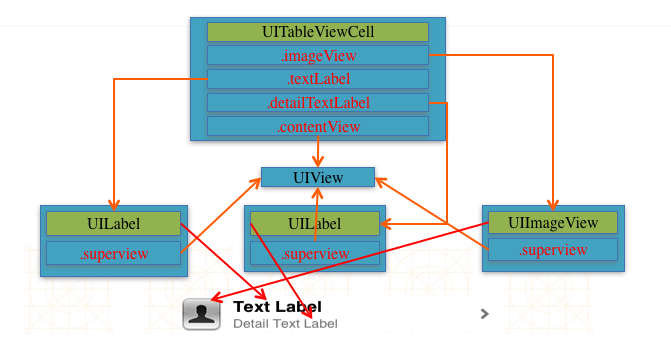 UITableViewCell
.imageView
.textLabel
.detailTextLabel
.contentView
UIView
UILabel
.superview
UILabel
.superview
UIImageView
.superview
Text Label
Detail Text Label